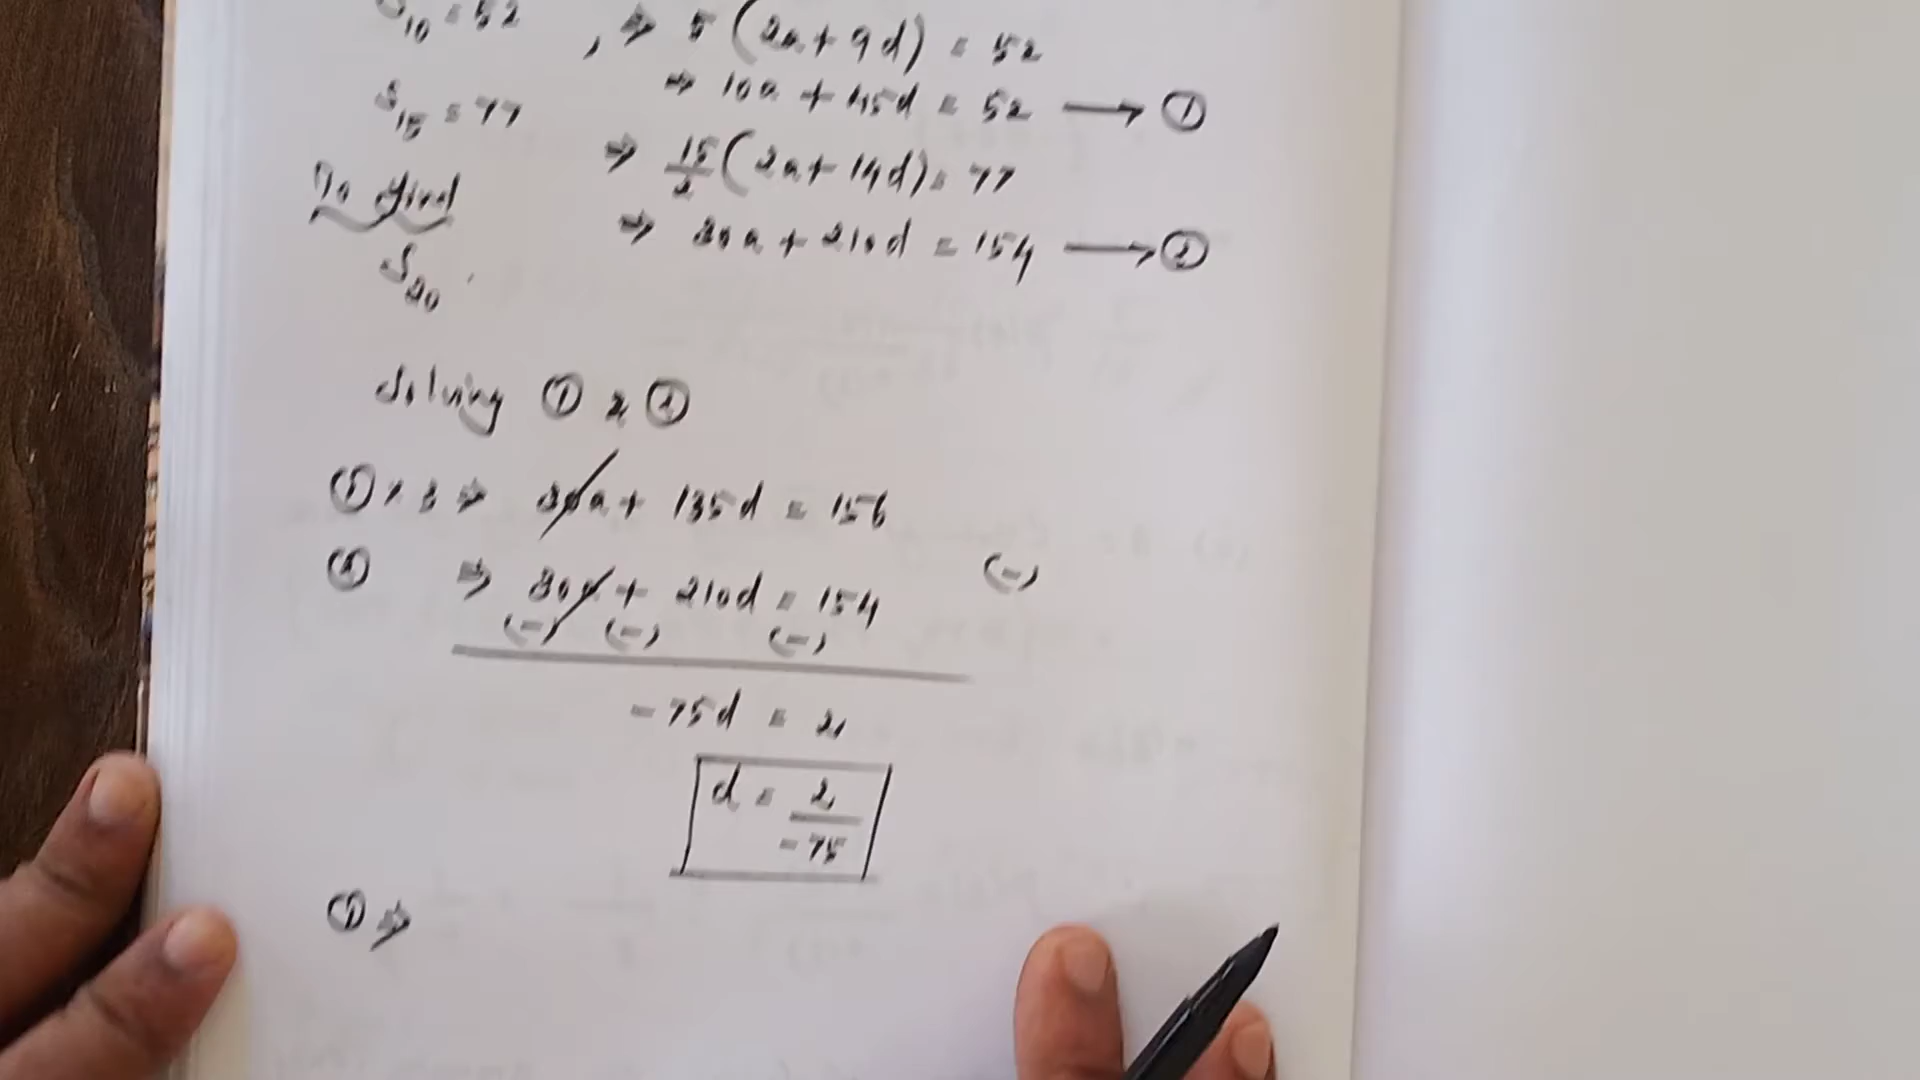 S10 = 52 , ⇒ 5 (2a + 9d) = 52
⇒ 10a + 45d = 52 → ①
S15 = 77
⇒ 15/2 (2a + 14d) = 77
To find
⇒ 30a + 210d = 154 → ②
S20
Solving ① & ②
① × 3 ⇒ 30a + 135d = 156
② ⇒ 30a + 210d = 154 (-)
(-) (-) (-)
- 75d = 2
d = 2/-75
① ⇒